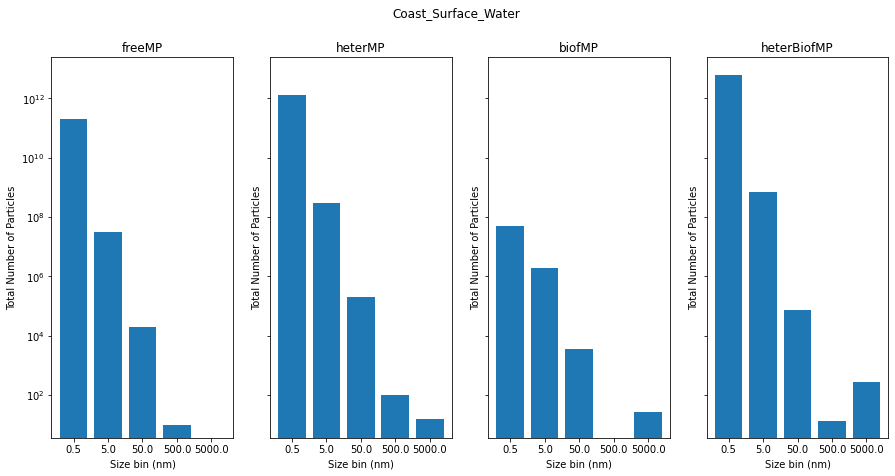 Coast_Surface_Water
freeMP
heterMP
biofMP
heterBiofMP
10^12
10^10
10^8
10^6
10^4
10^2
Total Number of Particles
Total Number of Particles
Total Number of Particles
Total Number of Particles
0.5 5.0 50.0 500.0 5000.0
0.5 5.0 50.0 500.0 5000.0
0.5 5.0 50.0 500.0 5000.0
0.5 5.0 50.0 500.0 5000.0
Size bin (nm)
Size bin (nm)
Size bin (nm)
Size bin (nm)